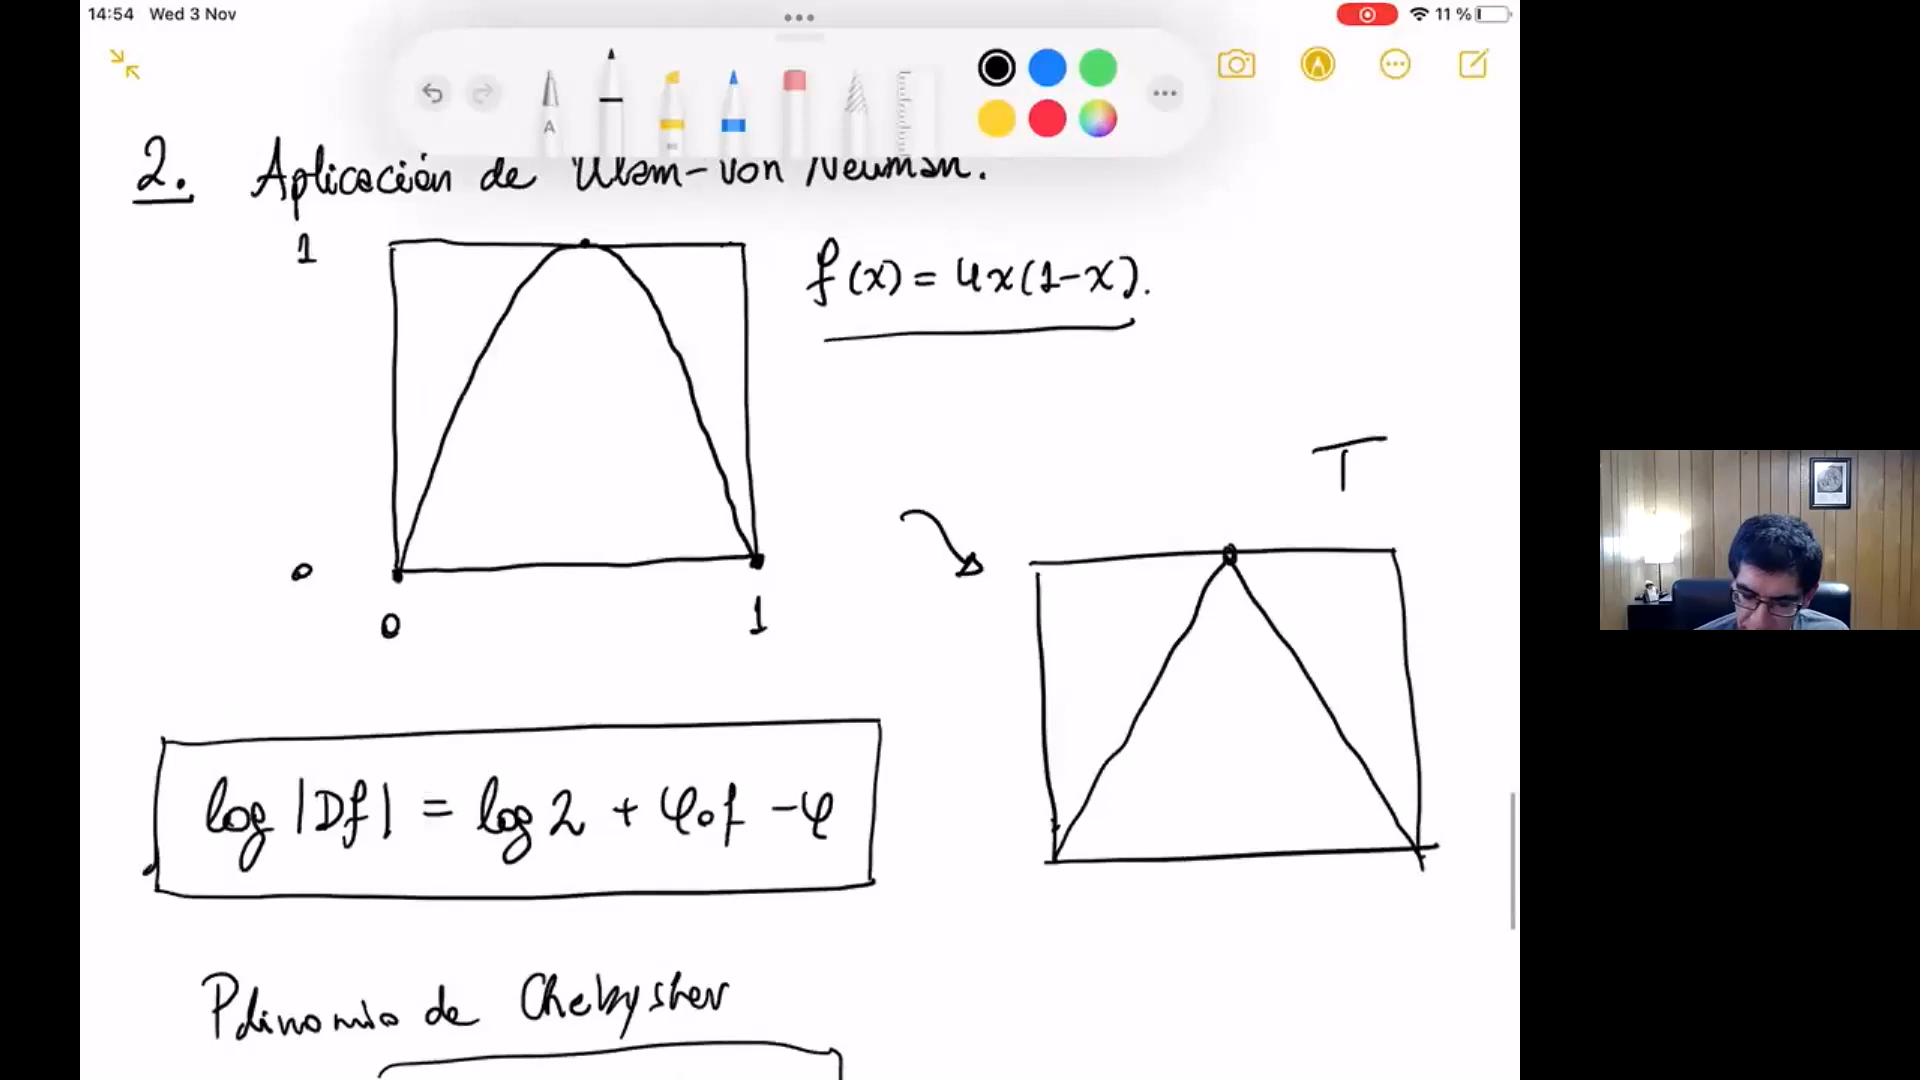 14:54 Wed 3 Nov
11 %
A
2. Aplicación de Ulam-von Neuman.
1
f(x) = 4x(1-x).
T
0
0 1
log |Df| = log 2 + φ∘f - φ
Polinomio de Chebyshev